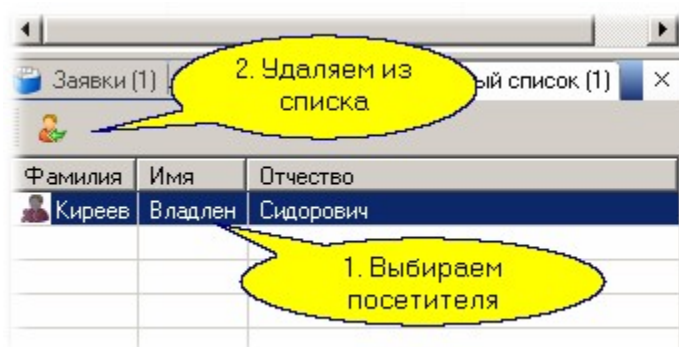 Заявки (1)
ый список (1)
2. Удаляем из
списка
Фамилия Имя Отчество
Киреев Владлен Сидорович
1. Выбираем
посетителя